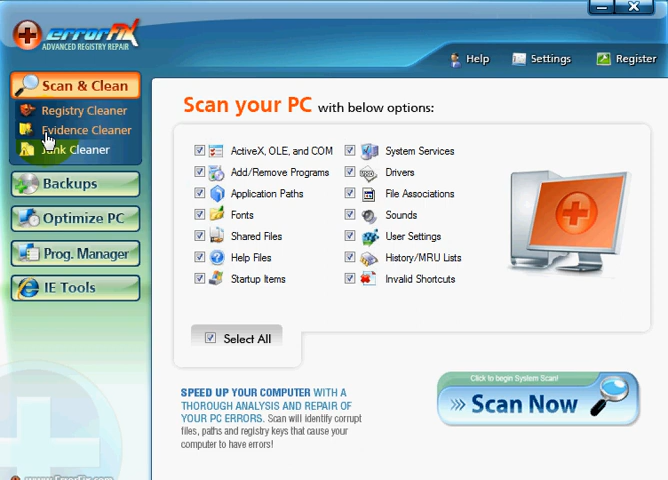 errorFIX
ADVANCED REGISTRY REPAIR
Help
Settings
Register
Scan & Clean
Registry Cleaner
Evidence Cleaner
Junk Cleaner
Backups
Optimize PC
Prog. Manager
IE Tools
Scan your PC with below options:
ActiveX, OLE, and COM
System Services
Add/Remove Programs
Drivers
Application Paths
File Associations
Fonts
Sounds
Shared Files
User Settings
Help Files
History/MRU Lists
Startup Items
Invalid Shortcuts
Select All
SPEED UP YOUR COMPUTER WITH A
THOROUGH ANALYSIS AND REPAIR OF
YOUR PC ERRORS. Scan will identify corrupt
files, paths and registry keys that cause your
computer to have errors!
Click to begin System Scan!
Scan Now
www.ErrorFix.com